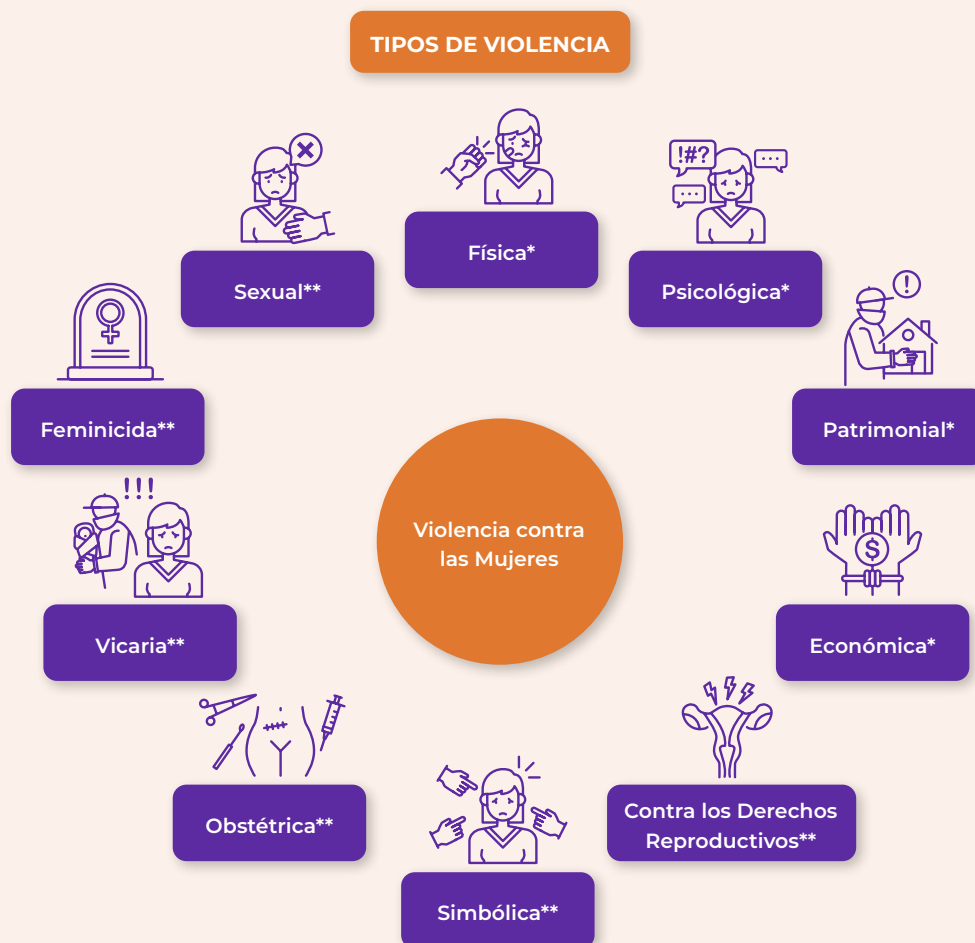 TIPOS DE VIOLENCIA
!#?
...
...
Física*
Sexual**
Psicológica*
!
Feminicida**
Patrimonial*
!!!
Violencia contra
las Mujeres
$
Vicaria**
Económica*
Contra los Derechos
Reproductivos**
Obstétrica**
Simbólica**